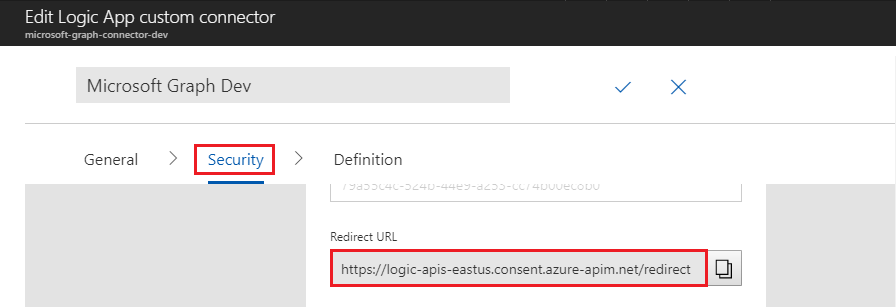 Edit Logic App custom connector
microsoft-graph-connector-dev
Microsoft Graph Dev
General
Security
Definition
Redirect URL
https://logic-apis-eastus.consent.azure-apim.net/redirect